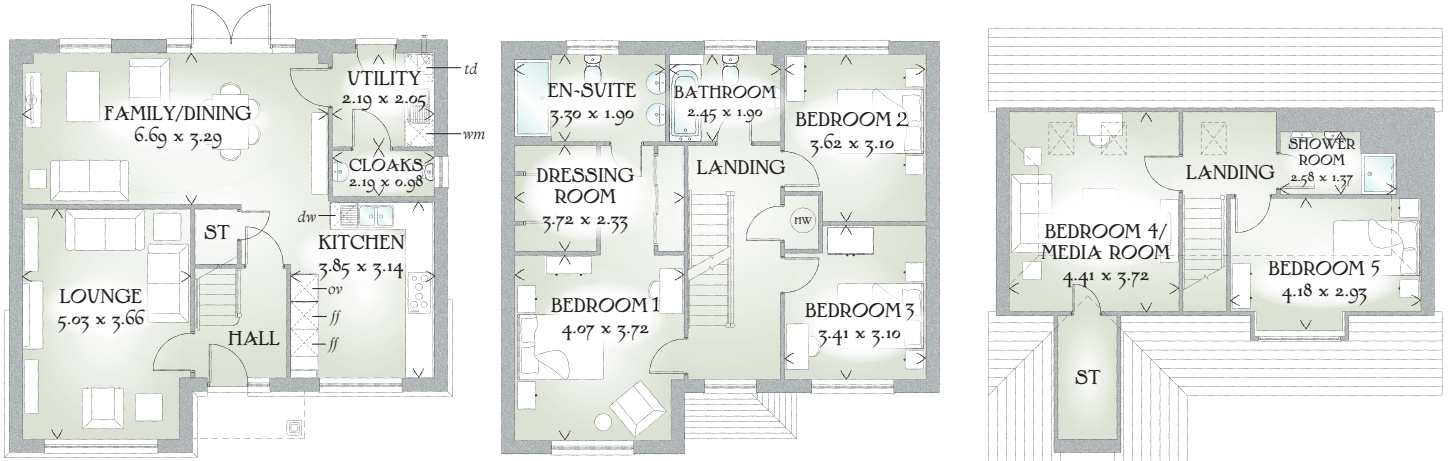 FAMILY/DINING
6.69 x 3.29
UTILITY
2.19 x 2.05
td
wm
CLOAKS
2.19 x 0.98
dw
ST
KITCHEN
3.85 x 3.14
ov
ff
ff
LOUNGE
5.03 x 3.66
HALL
EN-SUITE
3.30 x 1.90
BATHROOM
2.45 x 1.90
BEDROOM 2
3.62 x 3.10
DRESSING
ROOM
3.72 x 2.33
LANDING
HW
BEDROOM 1
4.07 x 3.72
BEDROOM 3
3.41 x 3.10
LANDING
SHOWER
ROOM
2.58 x 1.37
BEDROOM 4/
MEDIA ROOM
4.41 x 3.72
BEDROOM 5
4.18 x 2.93
ST